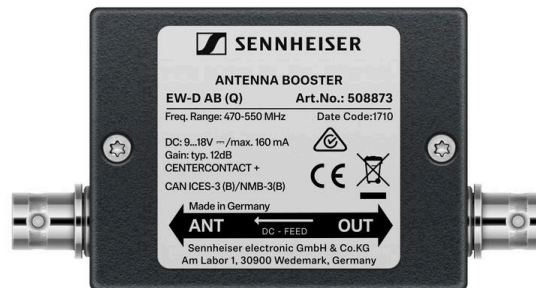 SENNHEISER
ANTENNA BOOSTER
EW-D AB (Q) Art.No.: 508873
Freq. Range: 470-550 MHz Date Code:1710
DC: 9...18V ⎓/max. 160 mA
Gain: typ. 12dB
CENTERCONTACT +
CAN ICES-3 (B)/NMB-3(B)
CE
Made in Germany
ANT DC - FEED OUT
Sennheiser electronic GmbH & Co.KG
Am Labor 1, 30900 Wedemark, Germany